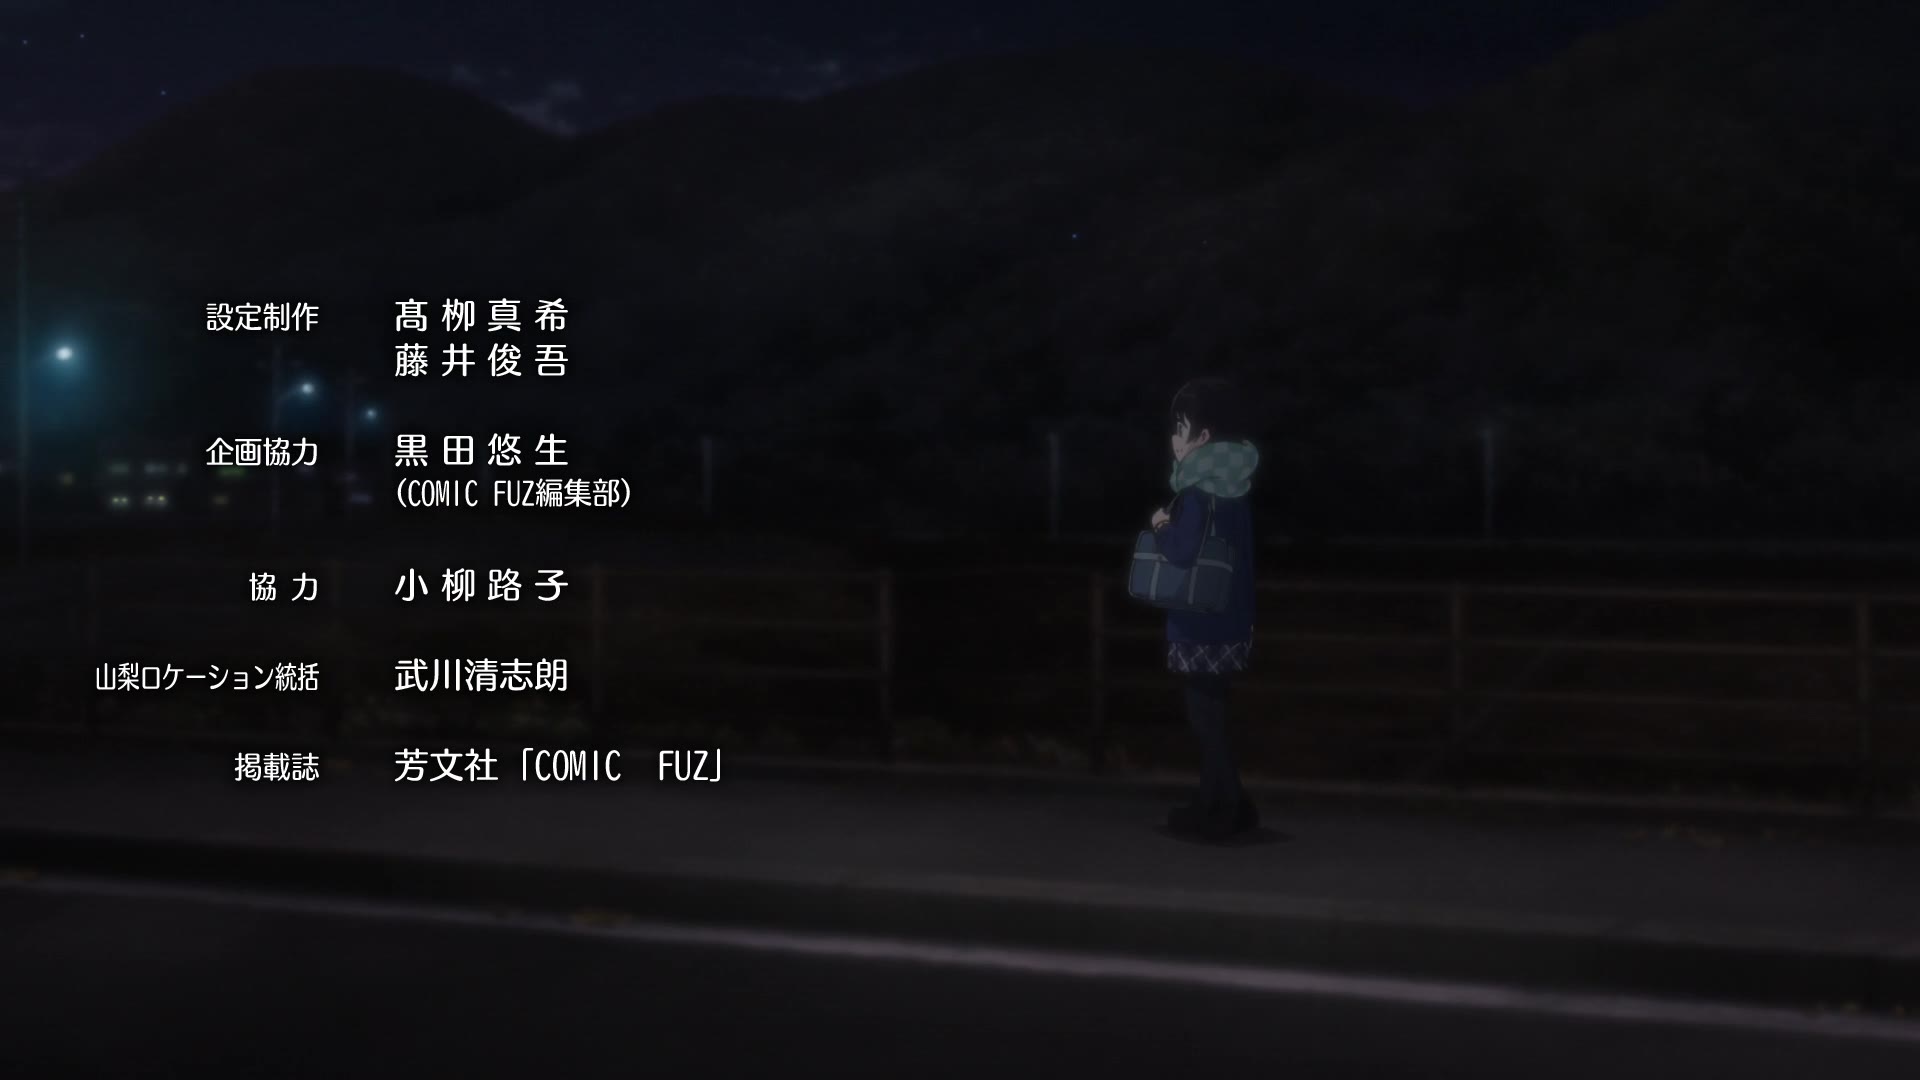 設定制作 髙栁真希
藤井俊吾
企画協力 黒田悠生
(COMIC FUZ編集部)
協力 小柳路子
山梨ロケーション統括 武川清志朗
掲載誌 芳文社「COMIC FUZ」